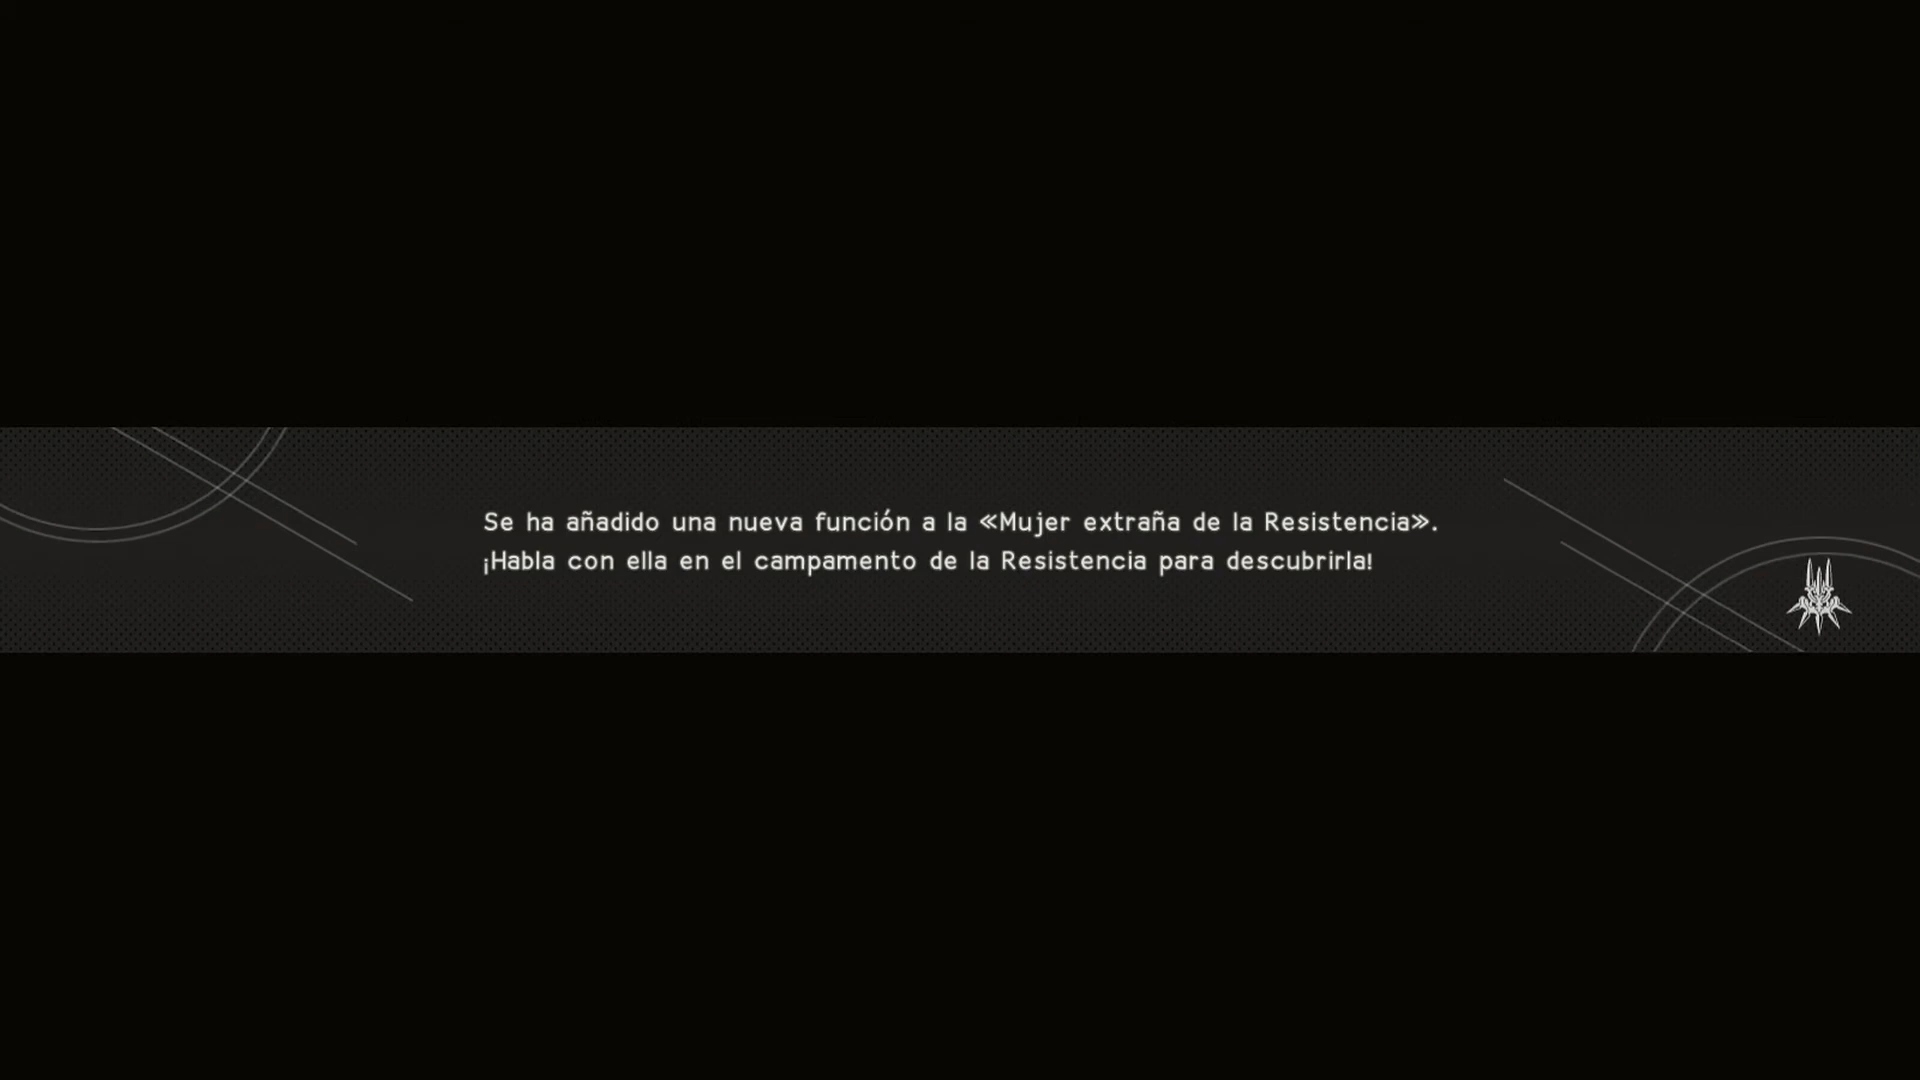 Se ha añadido una nueva función a la «Mujer extraña de la Resistencia».
¡Habla con ella en el campamento de la Resistencia para descubrirla!